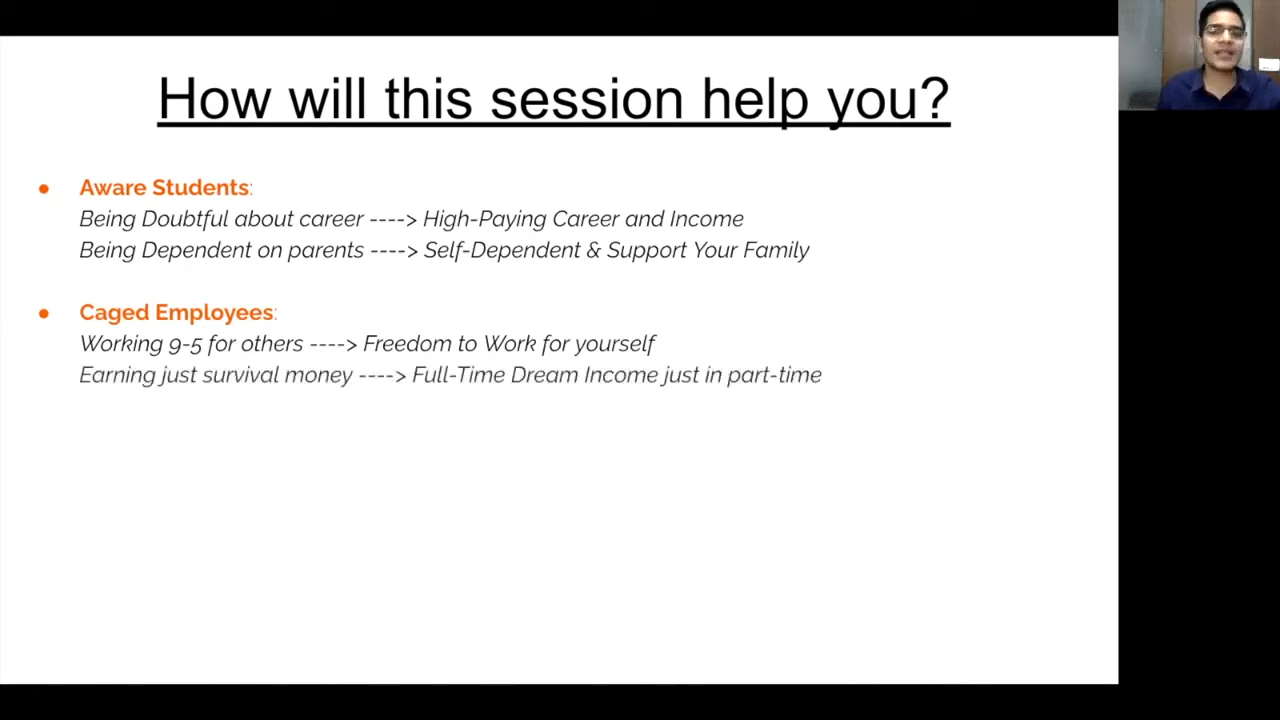 How will this session help you?
● Aware Students:
Being Doubtful about career ----> High-Paying Career and Income
Being Dependent on parents ----> Self-Dependent & Support Your Family
● Caged Employees:
Working 9-5 for others ----> Freedom to Work for yourself
Earning just survival money ----> Full-Time Dream Income just in part-time